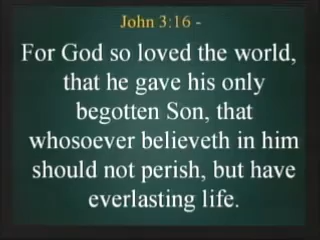 John 3:16 -
For God so loved the world,
that he gave his only
begotten Son, that
whosoever believeth in him
should not perish, but have
everlasting life.